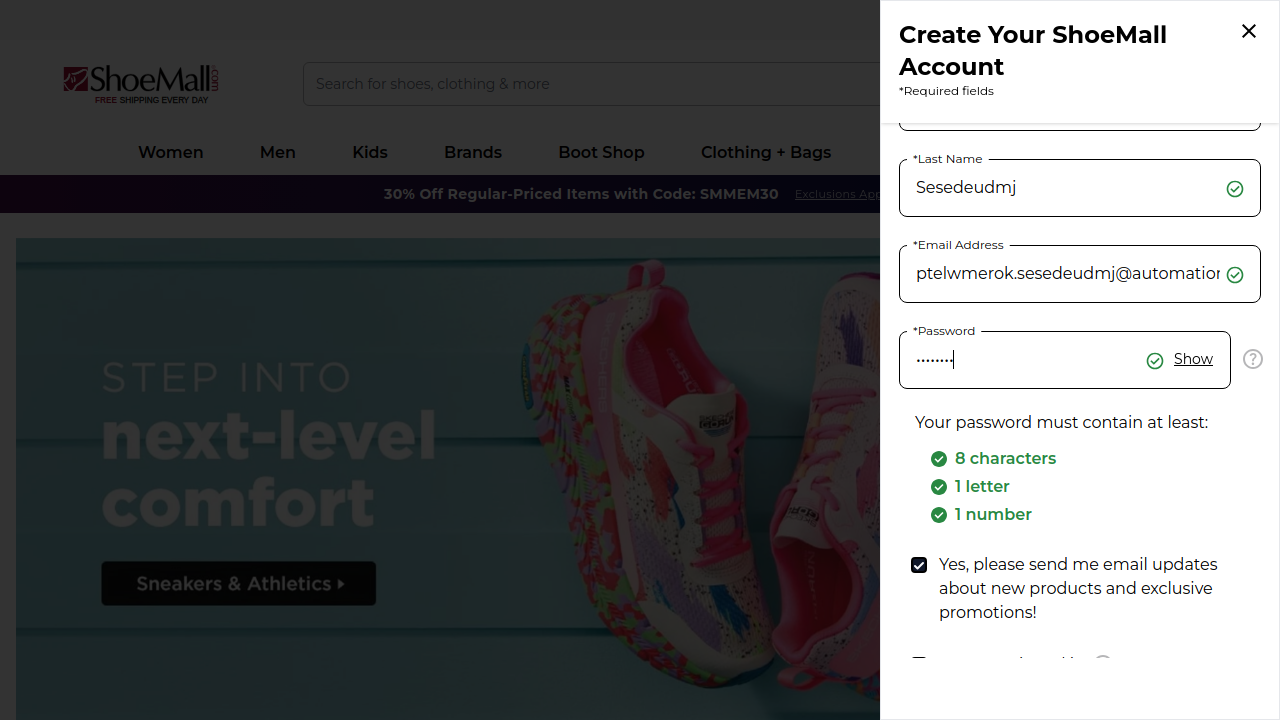 ShoeMall.com
FREE SHIPPING EVERY DAY
Search for shoes, clothing & more
Women
Men
Kids
Brands
Boot Shop
Clothing + Bags
30% Off Regular-Priced Items with Code: SMMEM30
Exclusions App
STEP INTO
next-level
comfort
Sneakers & Athletics
Create Your ShoeMall
Account
*Required fields
*Last Name
Sesedeudmj
*Email Address
ptelwmerok.sesedeudmj@automation
*Password
••••••••
Show
Your password must contain at least:
8 characters
1 letter
1 number
Yes, please send me email updates
about new products and exclusive
promotions!